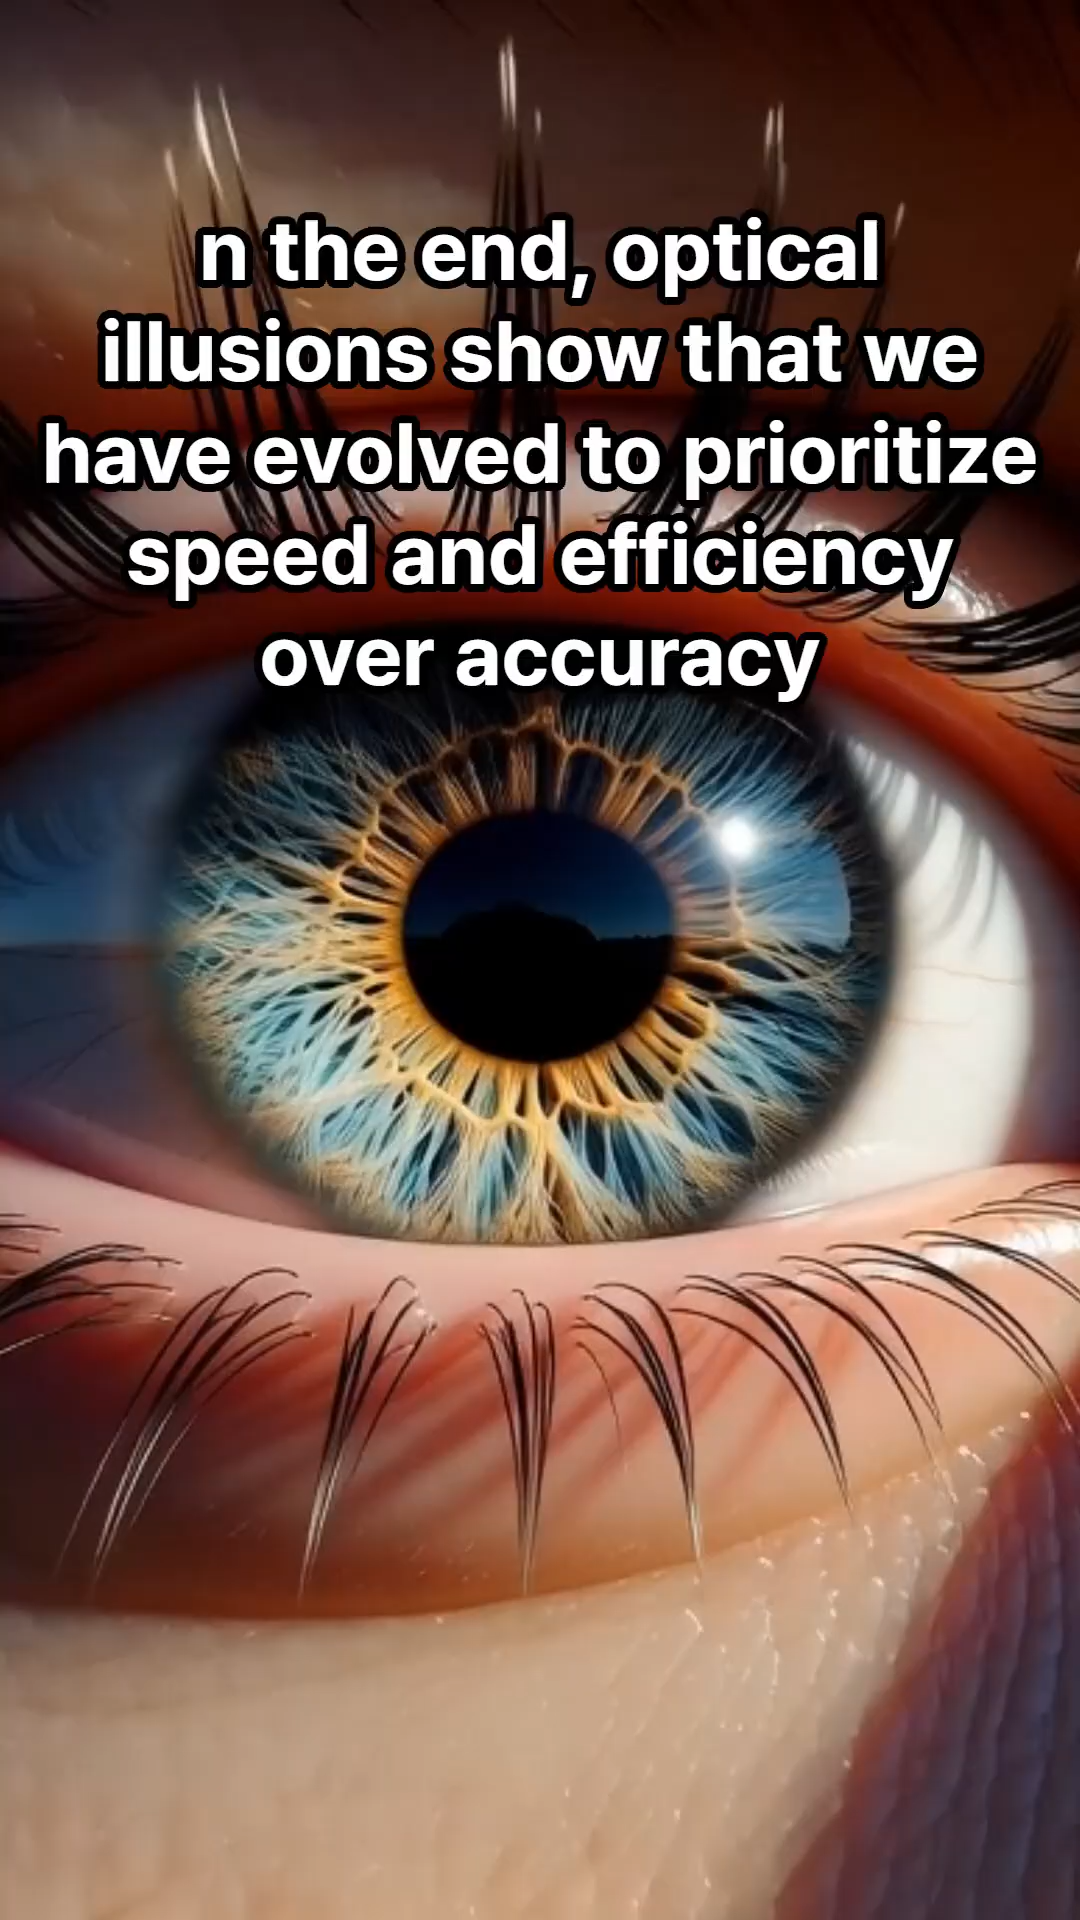 n the end, optical
illusions show that we
have evolved to prioritize
speed and efficiency
over accuracy